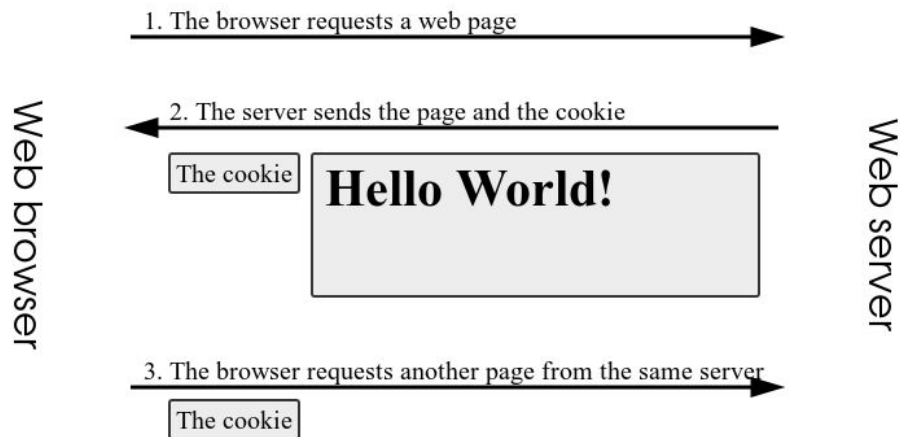 1. The browser requests a web page
2. The server sends the page and the cookie
The cookie
Hello World!
Web browser
Web server
3. The browser requests another page from the same server
The cookie